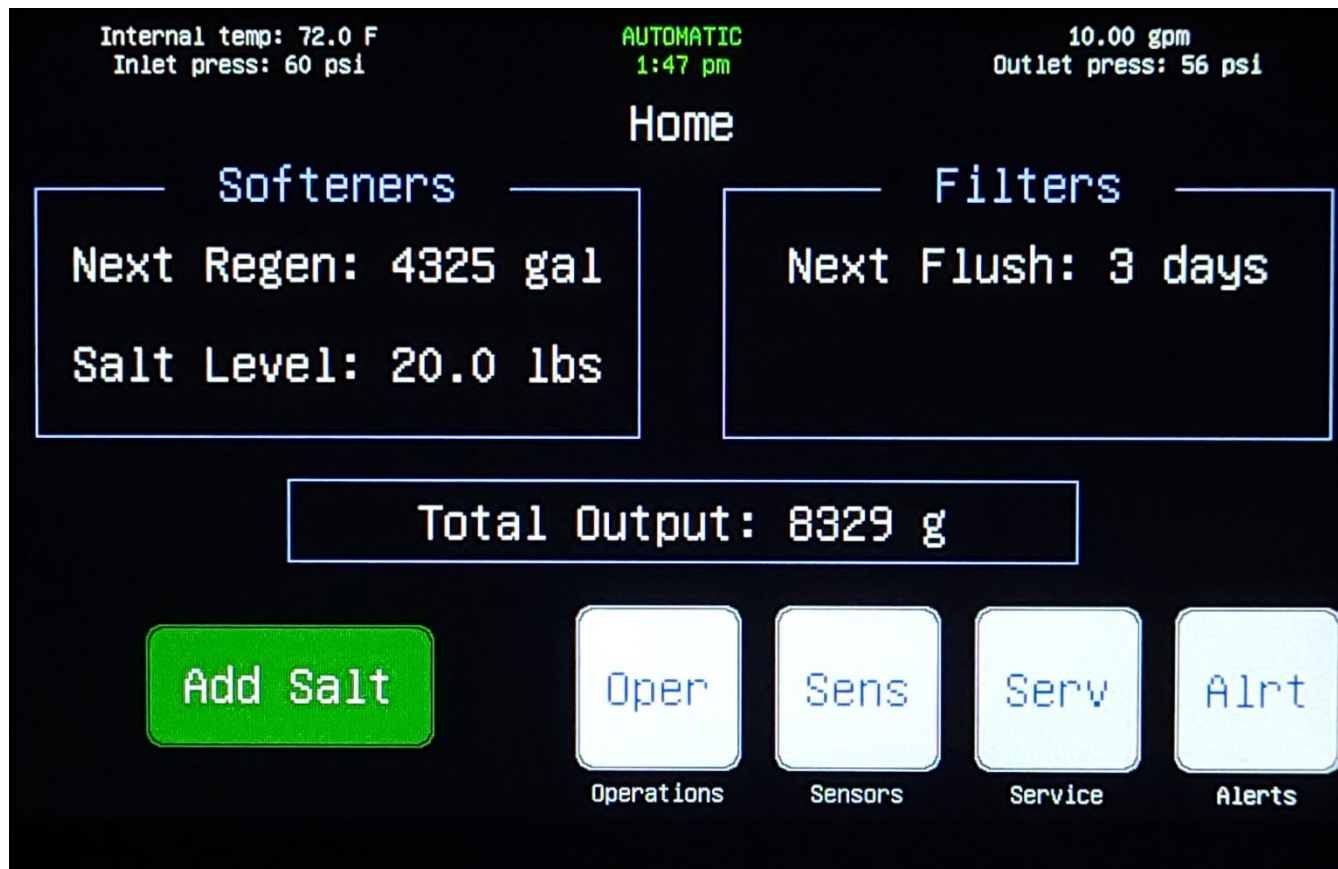 Internal temp: 72.0 F
Inlet press: 60 psi
AUTOMATIC
1:47 pm
10.00 gpm
Outlet press: 56 psi
Home
Softeners
Next Regen: 4325 gal
Salt Level: 20.0 lbs
Filters
Next Flush: 3 days
Total Output: 8329 g
Add Salt
Oper
Sens
Serv
Alrt
Operations
Sensors
Service
Alerts